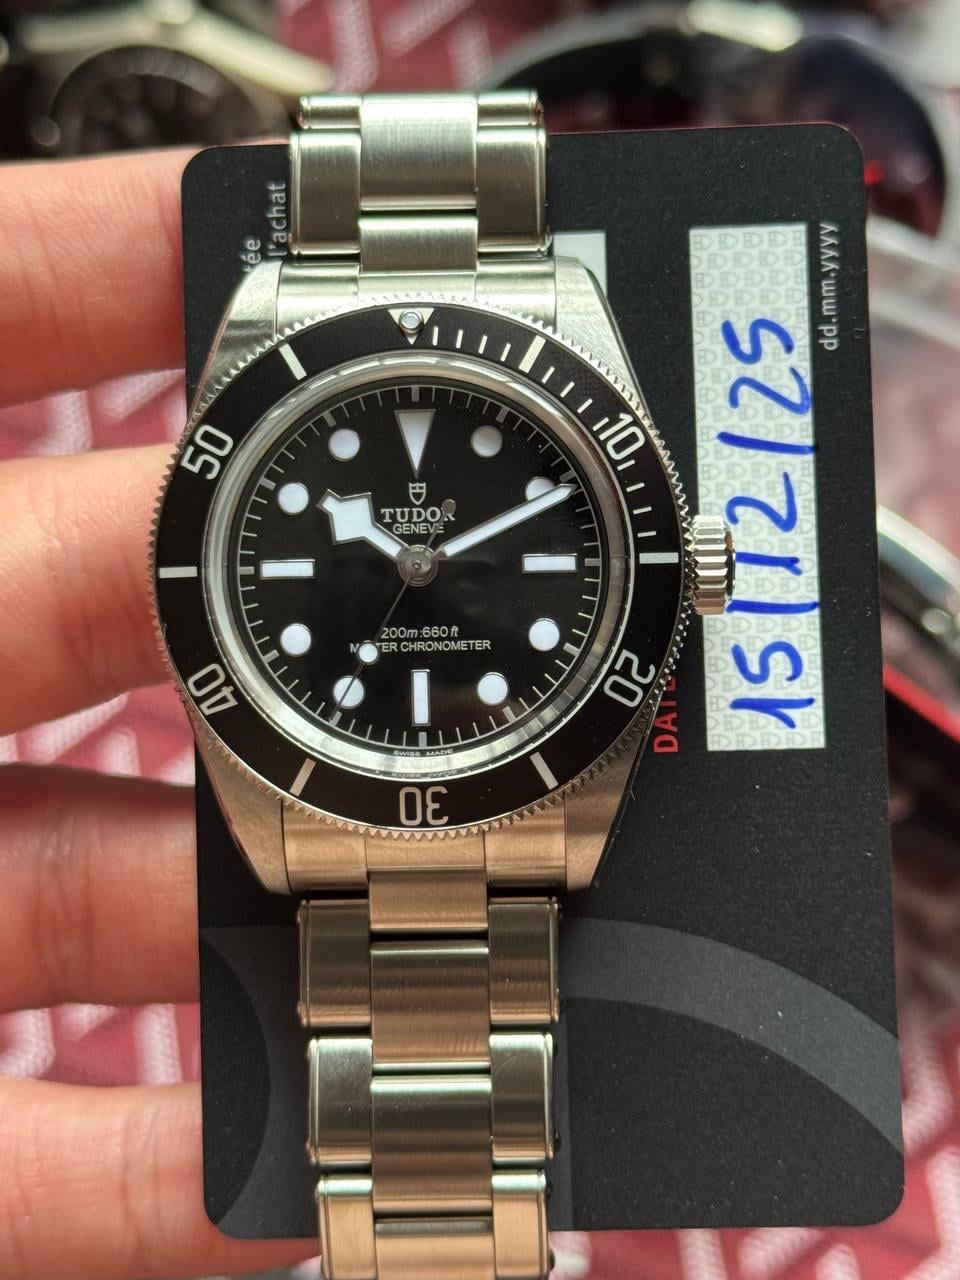 l'achat
dd.mm.yyyy
15/12/25
10
20
30
40
50
TUDOR
GENEVE
200m:660ft
MASTER CHRONOMETER
SWISS MADE